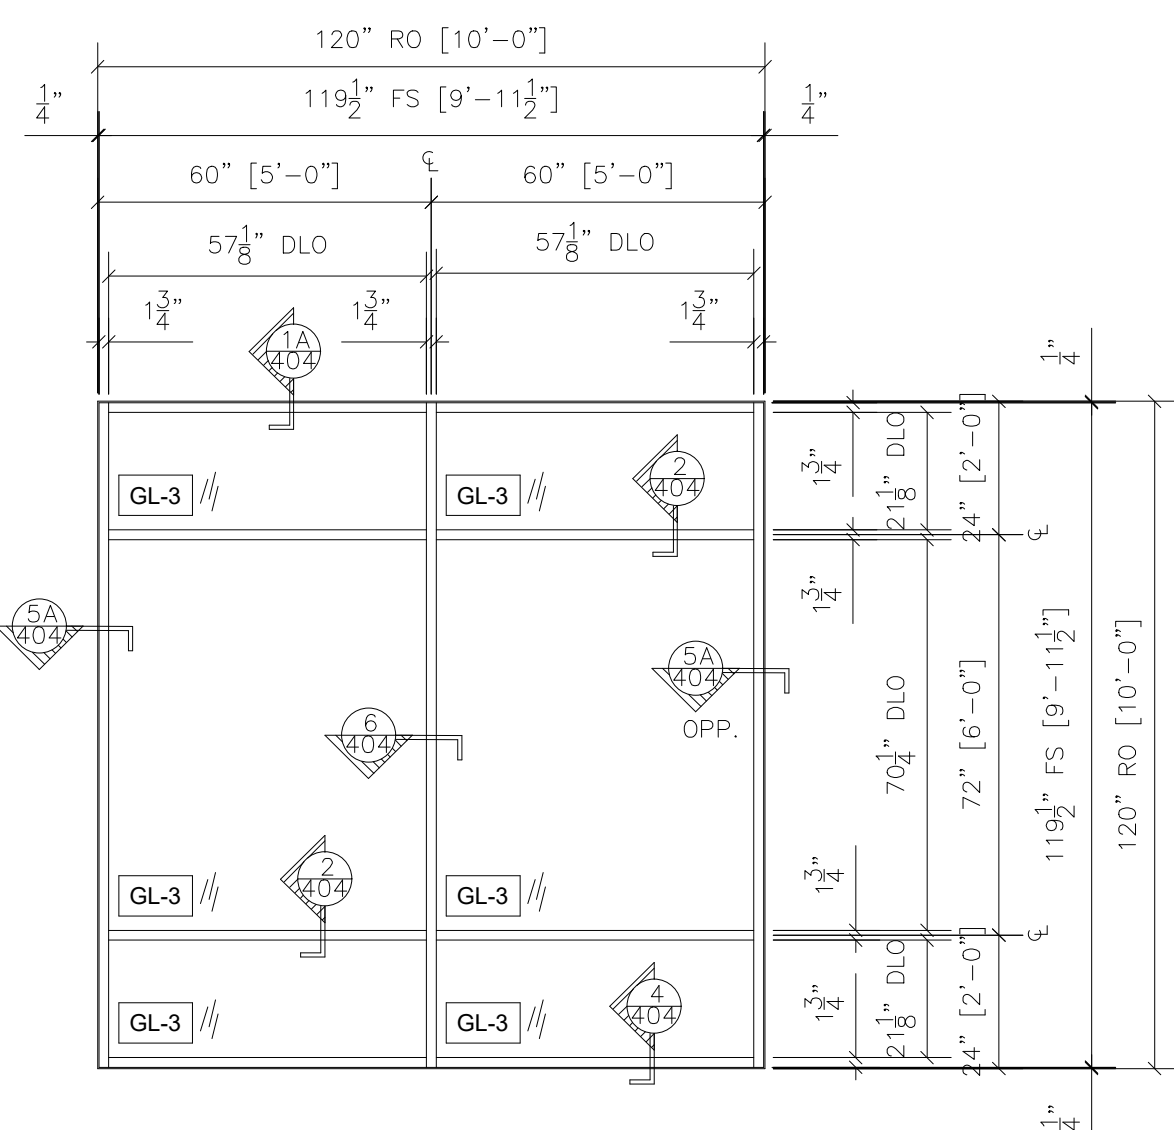 120" RO [10'-0"]
1/4" 119 1/2" FS [9'-11 1/2"] 1/4"
℄
60" [5'-0"] 60" [5'-0"]
57 1/8" DLO 57 1/8" DLO
1 3/4" 1 3/4" 1 3/4"
1A
404
1/4"
GL-3 GL-3
2
404
1 3/4"
21 1/8" DLO
24" [2'-0"]
℄
1 3/4"
5A
404
5A
404
OPP.
6
404
70 1/4" DLO
72" [6'-0"]
119 1/2" FS [9'-11 1/2"]
120" RO [10'-0"]
2
404
GL-3 GL-3
1 3/4"
℄
4
404
GL-3 GL-3
1 3/4"
21 1/8" DLO
24" [2'-0"]
1/4"